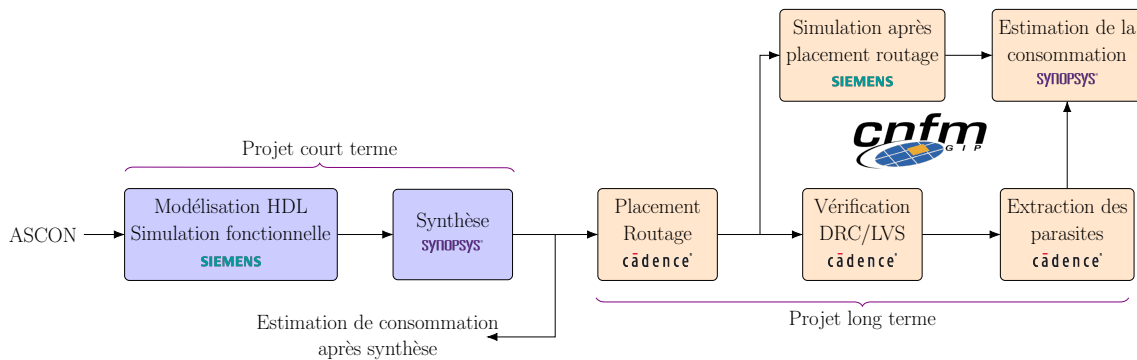 Simulation après
placement routage
SIEMENS
Estimation de la
consommation
SYNOPSYS®
cnfm
GIP
Projet court terme
ASCON
Modélisation HDL
Simulation fonctionnelle
SIEMENS
Synthèse
SYNOPSYS®
Placement
Routage
cādence®
Vérification
DRC/LVS
cādence®
Extraction des
parasites
cādence®
Estimation de consommation
après synthèse
Projet long terme